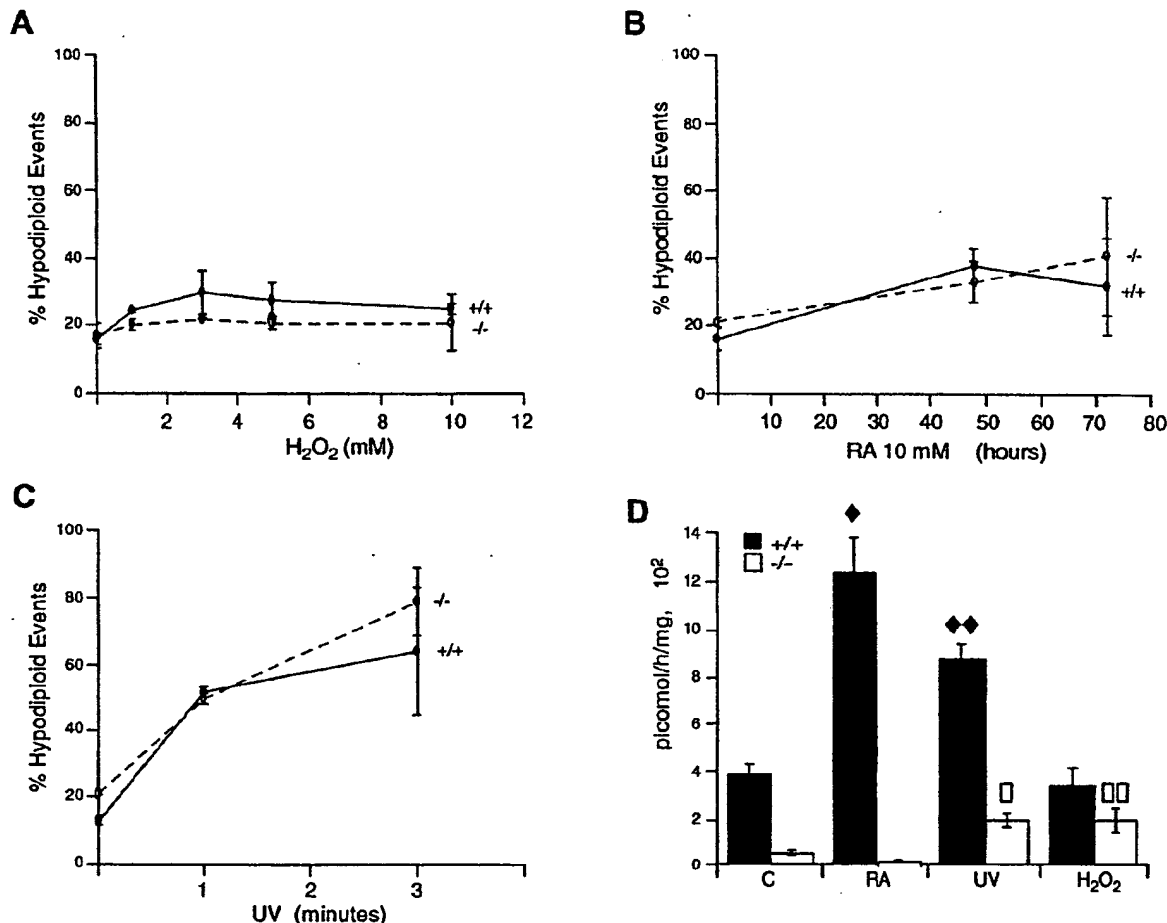 A
% Hypodiploid Events
100
80
60
40
20
0
2 4 6 8 10 12
H2O2 (mM)
+/+
-/-
B
% Hypodiploid Events
100
80
60
40
20
0
10 20 30 40 50 60 70 80
RA 10 mM (hours)
-/-
+/+
C
% Hypodiploid Events
100
80
60
40
20
0
1 2 3
UV (minutes)
-/-
+/+
D
picomol/h/mg, 10²
14
12
10
8
6
4
2
0
+/+
-/-
C RA UV H2O2